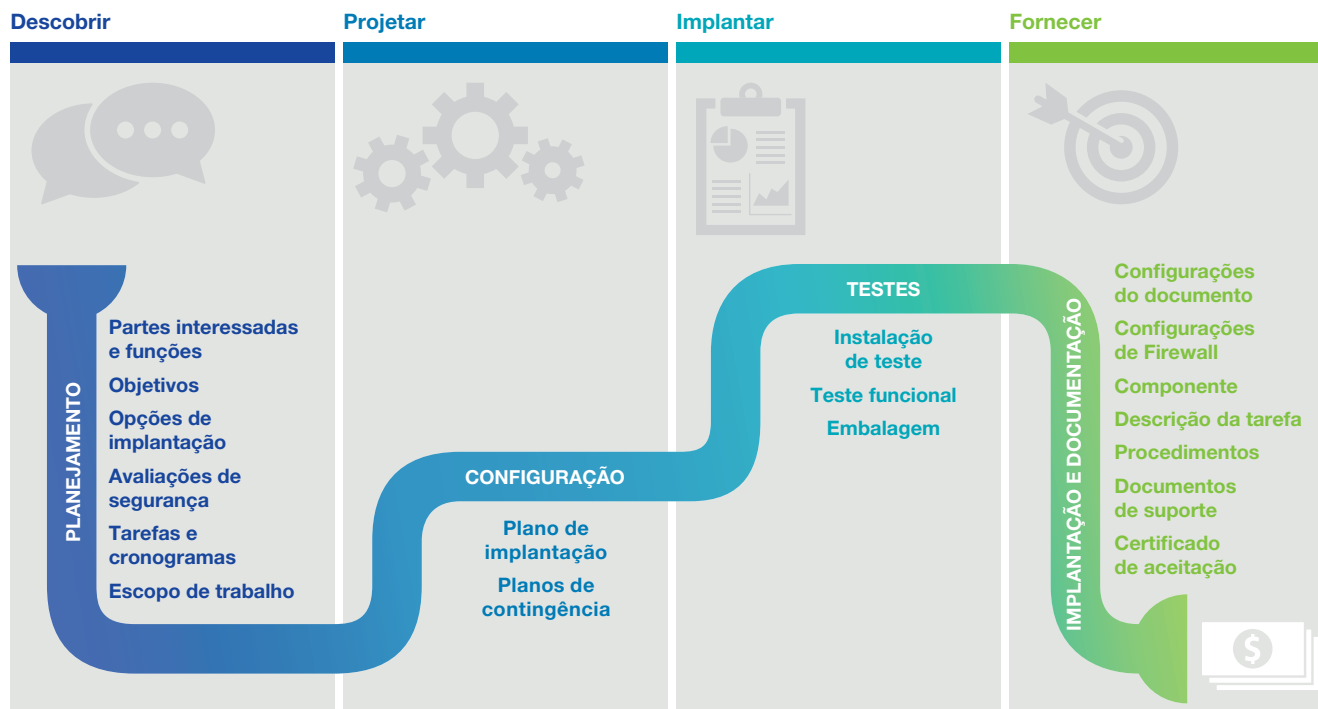 Descobrir
Projetar
Implantar
Fornecer
PLANEJAMENTO
Partes interessadas
e funções
Objetivos
Opções de
implantação
Avaliações de
segurança
Tarefas e
cronogramas
Escopo de trabalho
CONFIGURAÇÃO
Plano de
implantação
Planos de
contingência
TESTES
Instalação
de teste
Teste funcional
Embalagem
IMPLANTAÇÃO E DOCUMENTAÇÃO
Configurações
do documento
Configurações
de Firewall
Componente
Descrição da tarefa
Procedimentos
Documentos
de suporte
Certificado
de aceitação
$